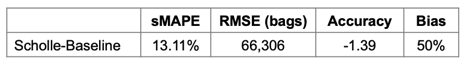 sMAPE RMSE (bags) Accuracy Bias
Scholle-Baseline 13.11% 66,306 -1.39 50%